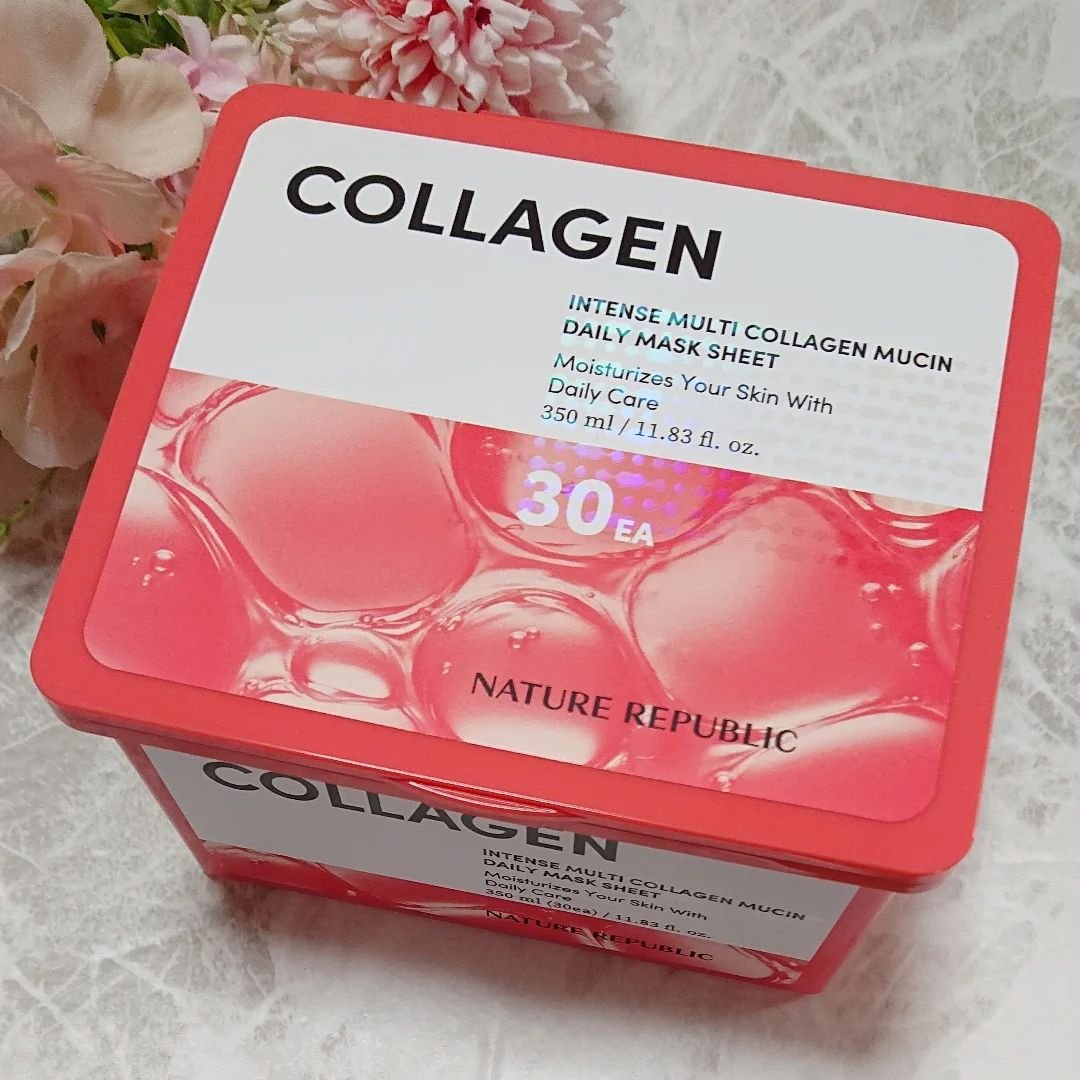 COLLAGEN
INTENSE MULTI COLLAGEN MUCIN
DAILY MASK SHEET
Moisturizes Your Skin With
Daily Care
350 ml / 11.83 fl. oz.
30 EA
NATURE REPUBLIC
COLLAGEN
INTENSE MULTI COLLAGEN MUCIN
DAILY MASK SHEET
Moisturizes Your Skin With
Daily Care
350 ml (30ea) / 11.83 fl. oz.
NATURE REPUBLIC